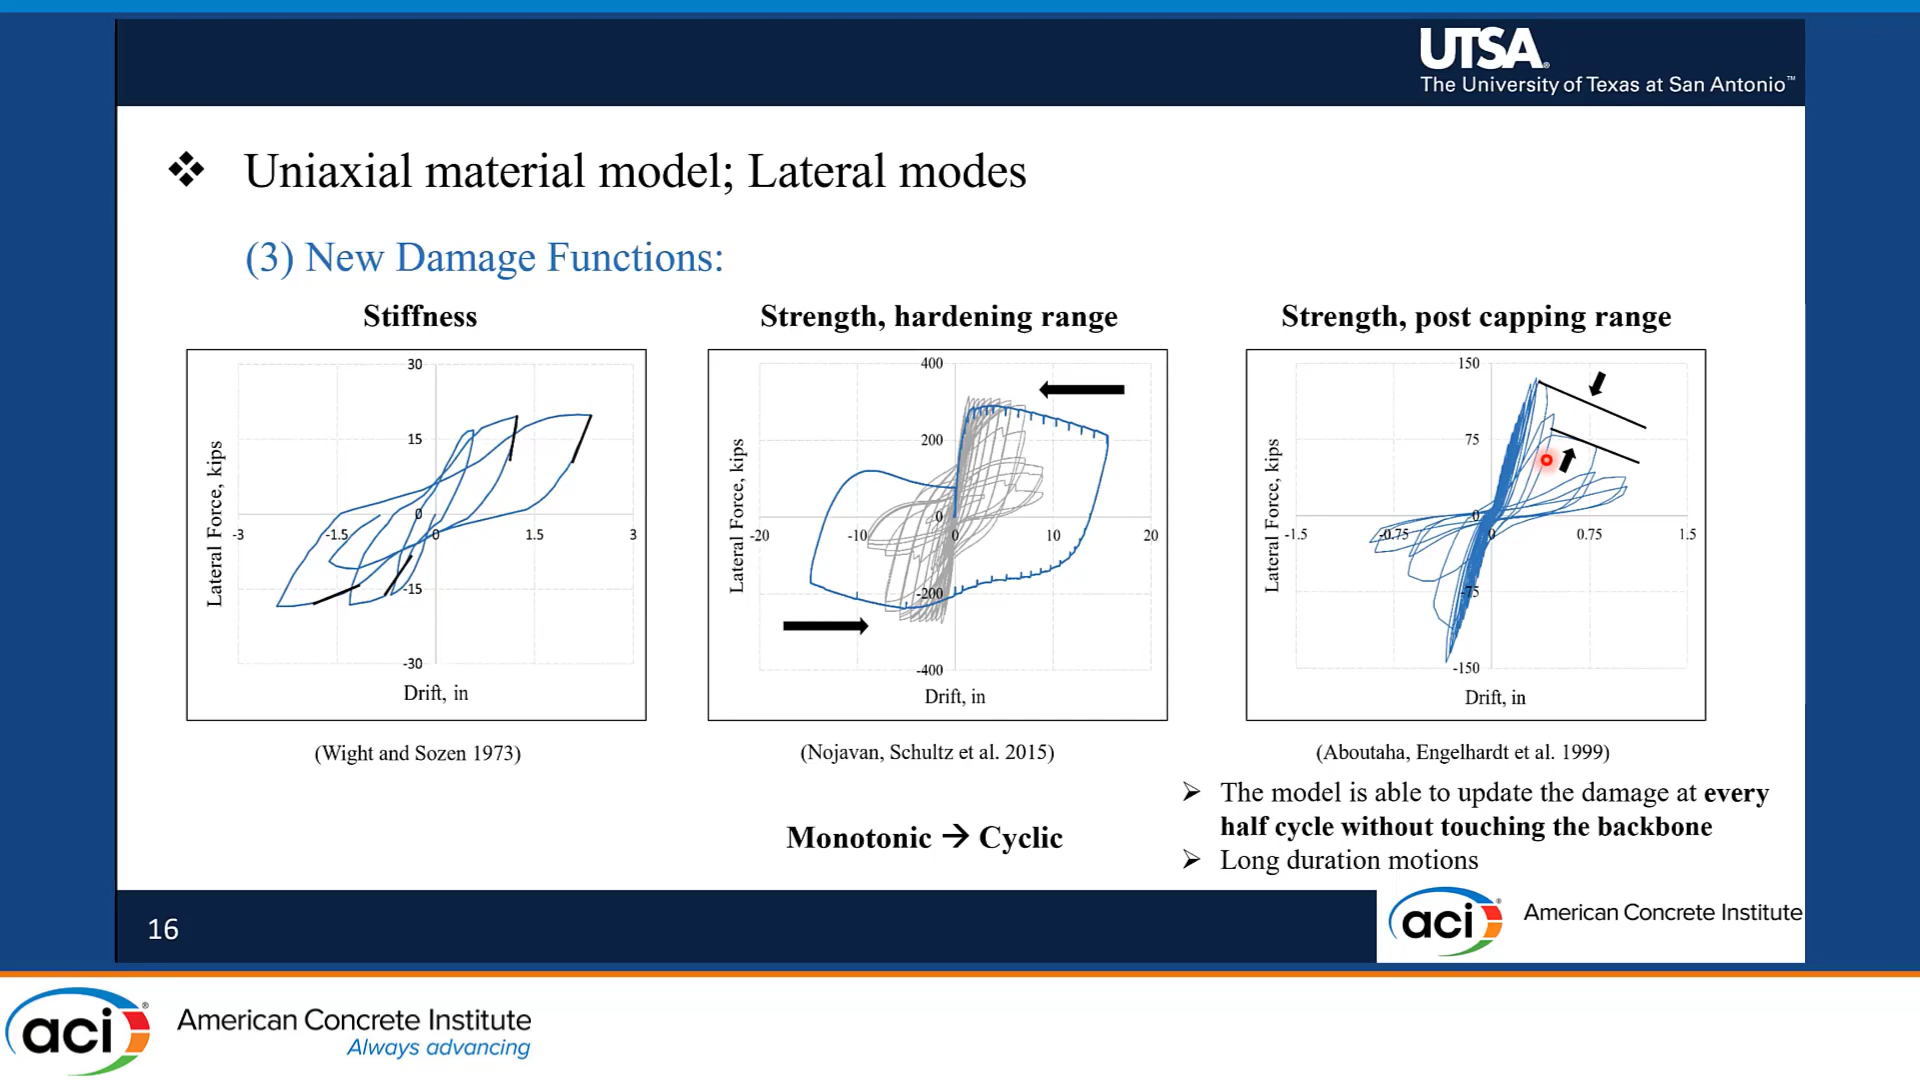 UTSA®
The University of Texas at San Antonio™
❖ Uniaxial material model; Lateral modes
(3) New Damage Functions:
Stiffness
Strength, hardening range
Strength, post capping range
30
15
0
-3
-1.5
0
1.5
3
-15
-30
Lateral Force, kips
Drift, in
400
200
0
-20
-10
0
10
20
-200
-400
Lateral Force, kips
Drift, in
150
75
0
-1.5
-0.75
0
0.75
1.5
-75
-150
Lateral Force, kips
Drift, in
(Wight and Sozen 1973)
(Nojavan, Schultz et al. 2015)
(Aboutaha, Engelhardt et al. 1999)
Monotonic → Cyclic
➢ The model is able to update the damage at every
half cycle without touching the backbone
➢ Long duration motions
16
aci®
American Concrete Institute
aci®
American Concrete Institute
Always advancing